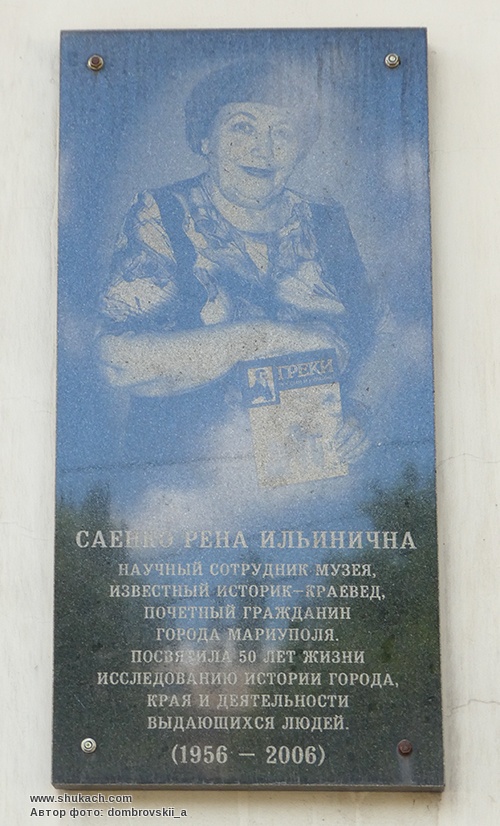 ГРЕКИ
САЕНКО РЕНА ИЛЬИНИЧНА
НАУЧНЫЙ СОТРУДНИК МУЗЕЯ,
ИЗВЕСТНЫЙ ИСТОРИК-КРАЕВЕД,
ПОЧЕТНЫЙ ГРАЖДАНИН
ГОРОДА МАРИУПОЛЯ.
ПОСВЯТИЛА 50 ЛЕТ ЖИЗНИ
ИССЛЕДОВАНИЮ ИСТОРИИ ГОРОДА,
КРАЯ И ДЕЯТЕЛЬНОСТИ
ВЫДАЮЩИХСЯ ЛЮДЕЙ.
(1956 – 2006)
www.shukach.com
Автор фото: dombrovskii_a